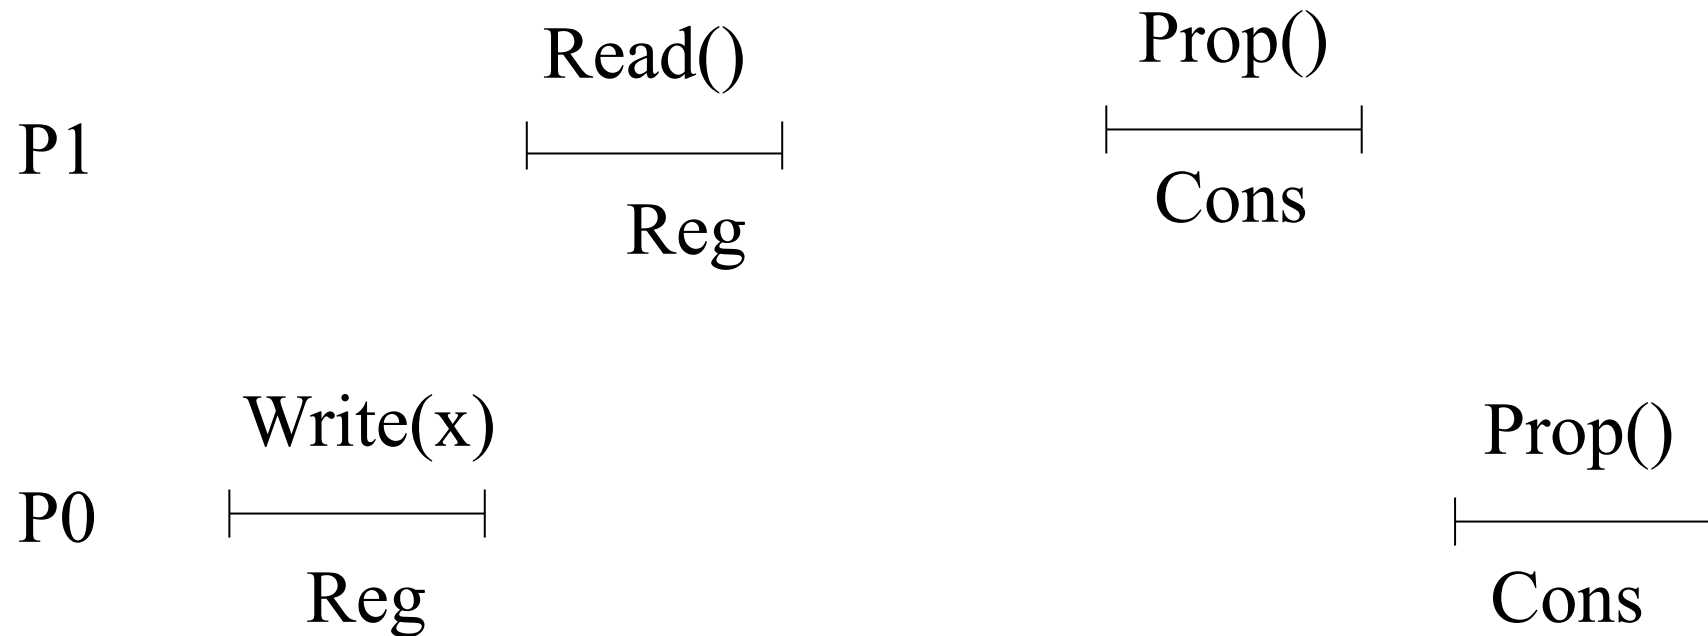 Read()
Prop()
P1
Reg
Cons
Write(x)
Prop()
P0
Reg
Cons